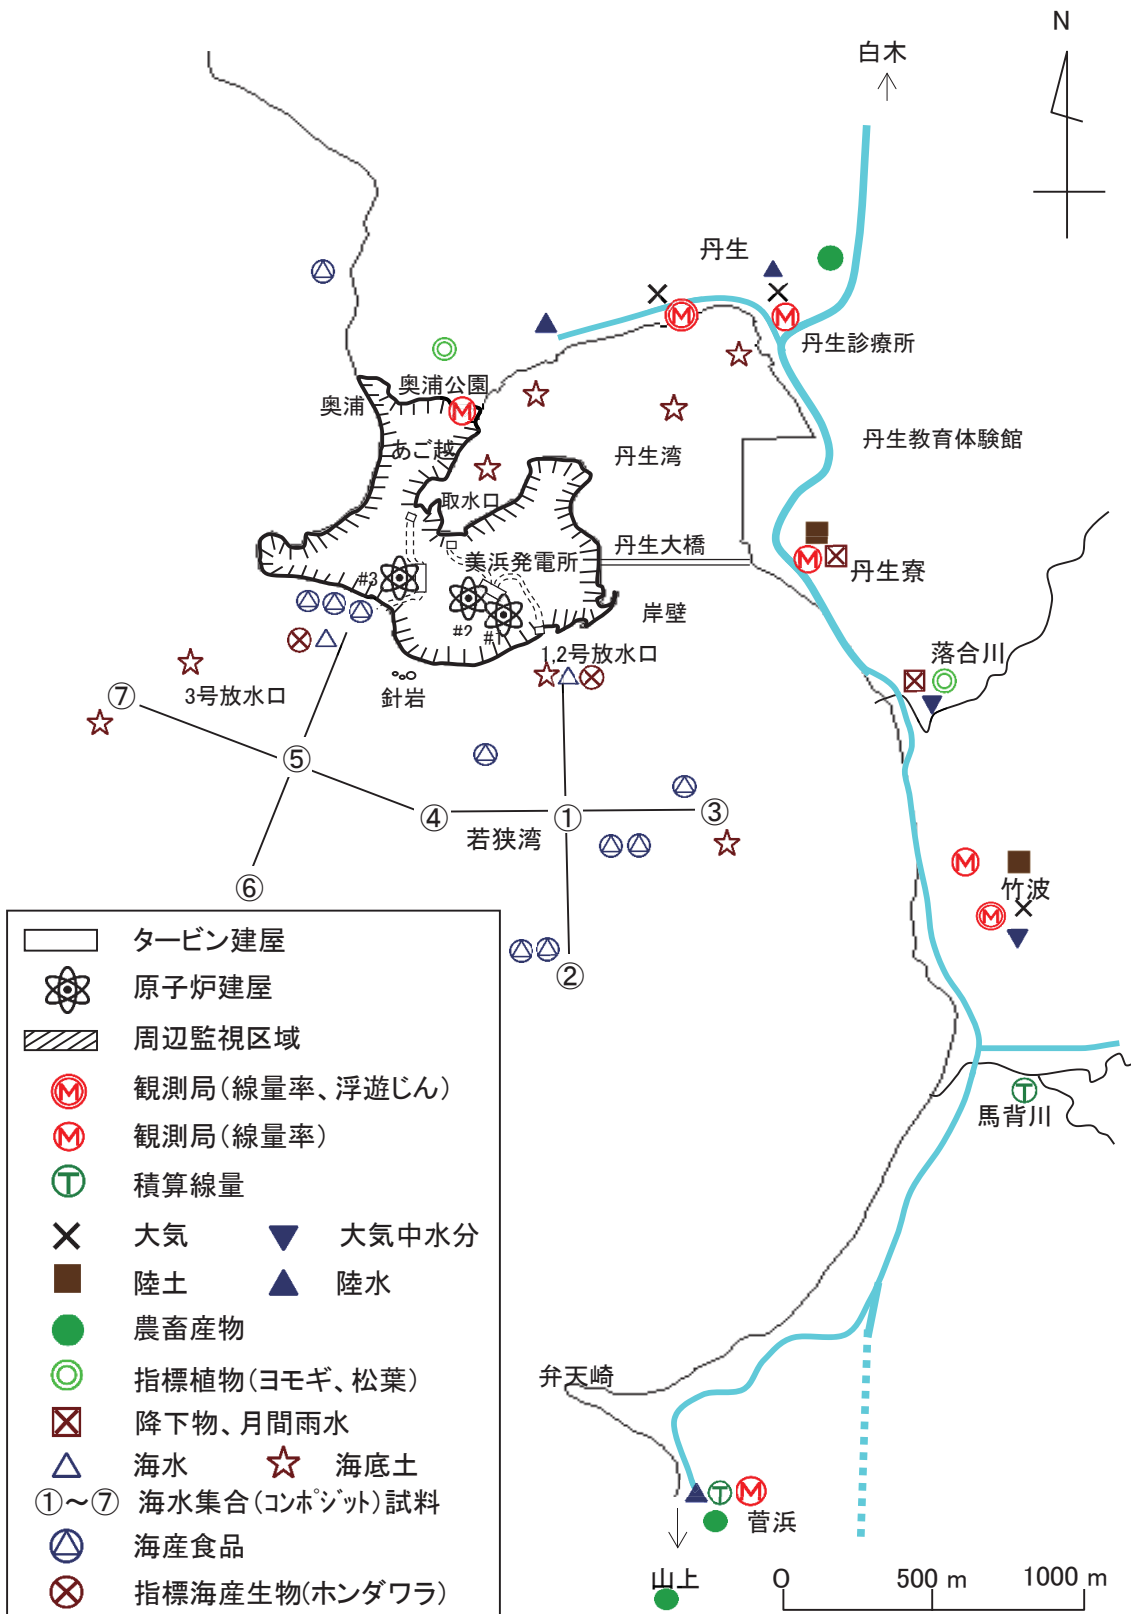 N
白木
丹生
丹生診療所
奥浦公園
奥浦
あご越
丹生教育体験館
丹生湾
取水口
丹生大橋
美浜発電所
#3
#2
#1
丹生寮
岸壁
1,2号放水口
落合川
3号放水口
針岩
⑦
⑤
④
①
③
若狭湾
⑥
②
竹波
馬背川
弁天崎
菅浜
山上
0
500 m
1000 m
タービン建屋
原子炉建屋
周辺監視区域
M 観測局(線量率、浮遊じん)
M 観測局(線量率)
T 積算線量
大気
大気中水分
陸土
陸水
農畜産物
指標植物(ヨモギ、松葉)
降下物、月間雨水
海水
海底土
①～⑦ 海水集合(コンポジット)試料
海産食品
指標海産生物(ホンダワラ)